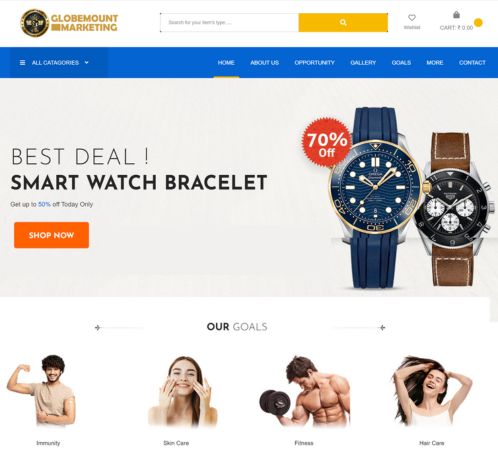 GLOBEMOUNT
MARKETING
Search for your item's type.....
Wishlist
CART: ₹ 0.00
ALL CATAGORIES
HOME ABOUT US OPPORTUNITY GALLERY GOALS MORE CONTACT
70%
Off
BEST DEAL !
SMART WATCH BRACELET
Get up to 50% off Today Only
SHOP NOW
OMEGA
OUR GOALS
Immunity Skin Care Fitness Hair Care